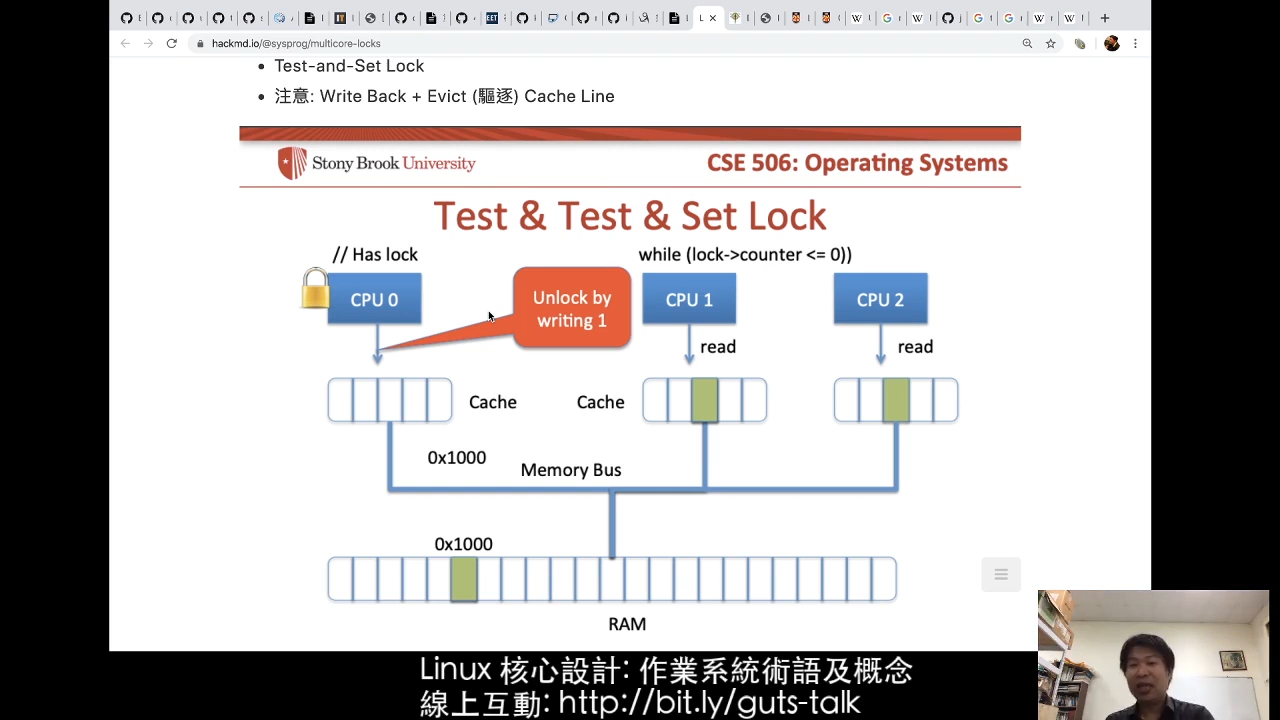 hackmd.io/@sysprog/multicore-locks
Test-and-Set Lock
注意: Write Back + Evict (驅逐) Cache Line
Stony Brook University
CSE 506: Operating Systems
Test & Test & Set Lock
// Has lock
while (lock->counter <= 0))
CPU 0
Unlock by
writing 1
CPU 1
CPU 2
read
read
Cache
Cache
0x1000
Memory Bus
0x1000
RAM
Linux 核心設計: 作業系統術語及概念
線上互動: http://bit.ly/guts-talk